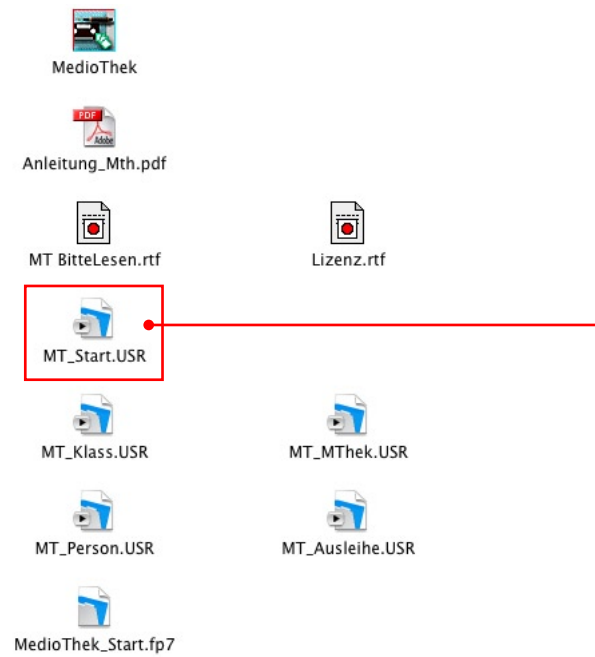 MedioThek
PDF
Adobe
Anleitung_Mth.pdf
MT BitteLesen.rtf
Lizenz.rtf
MT_Start.USR
MT_Klass.USR
MT_MThek.USR
MT_Person.USR
MT_Ausleihe.USR
MedioThek_Start.fp7